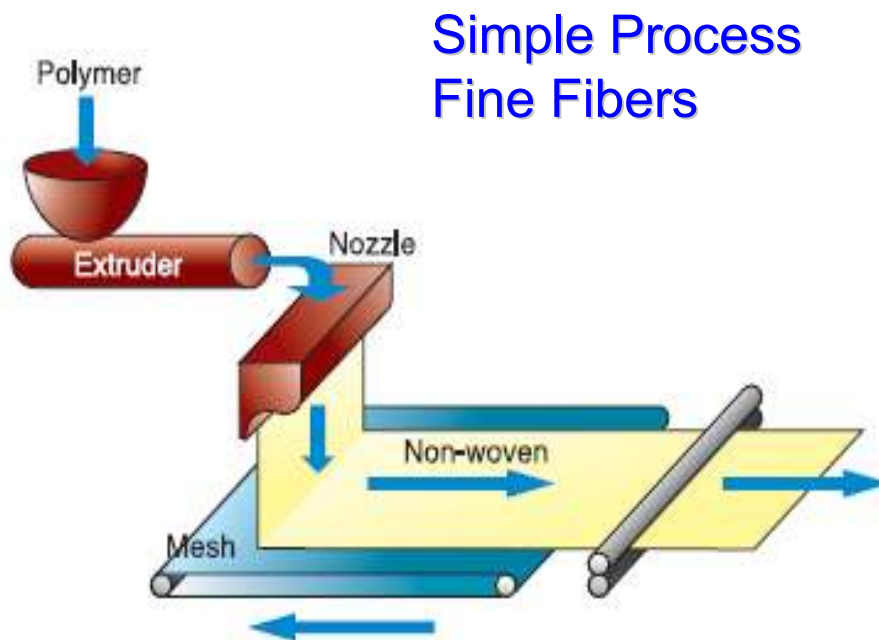 Simple Process
Fine Fibers
Polymer
Extruder
Nozzle
Non-woven
Mesh